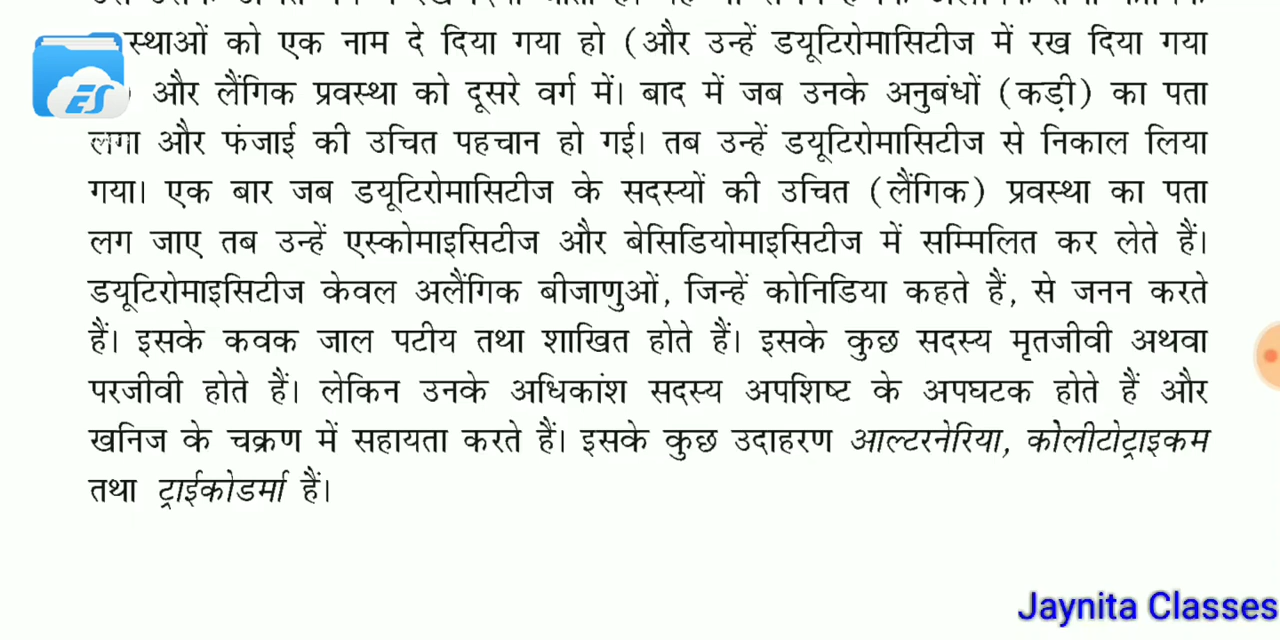 स्थाओं को एक नाम दे दिया गया हो (और उन्हें डयूटिरोमासिटीज में रख दिया गया
ES
) और लैंगिक प्रवस्था को दूसरे वर्ग में। बाद में जब उनके अनुबंधों (कड़ी) का पता
लगा और फंजाई की उचित पहचान हो गई। तब उन्हें डयूटिरोमासिटीज से निकाल लिया
गया। एक बार जब डयूटिरोमासिटीज के सदस्यों की उचित (लैंगिक) प्रवस्था का पता
लग जाए तब उन्हें एस्कोमाइसिटीज और बेसिडियोमाइसिटीज में सम्मिलित कर लेते हैं।
डयूटिरोमाइसिटीज केवल अलैंगिक बीजाणुओं, जिन्हें कोनिडिया कहते हैं, से जनन करते
हैं। इसके कवक जाल पटीय तथा शाखित होते हैं। इसके कुछ सदस्य मृतजीवी अथवा
परजीवी होते हैं। लेकिन उनके अधिकांश सदस्य अपशिष्ट के अपघटक होते हैं और
खनिज के चक्रण में सहायता करते हैं। इसके कुछ उदाहरण आल्टरनेरिया, कोलीटोट्राइकम
तथा ट्राईकोडर्मा हैं।
Jaynita Classes